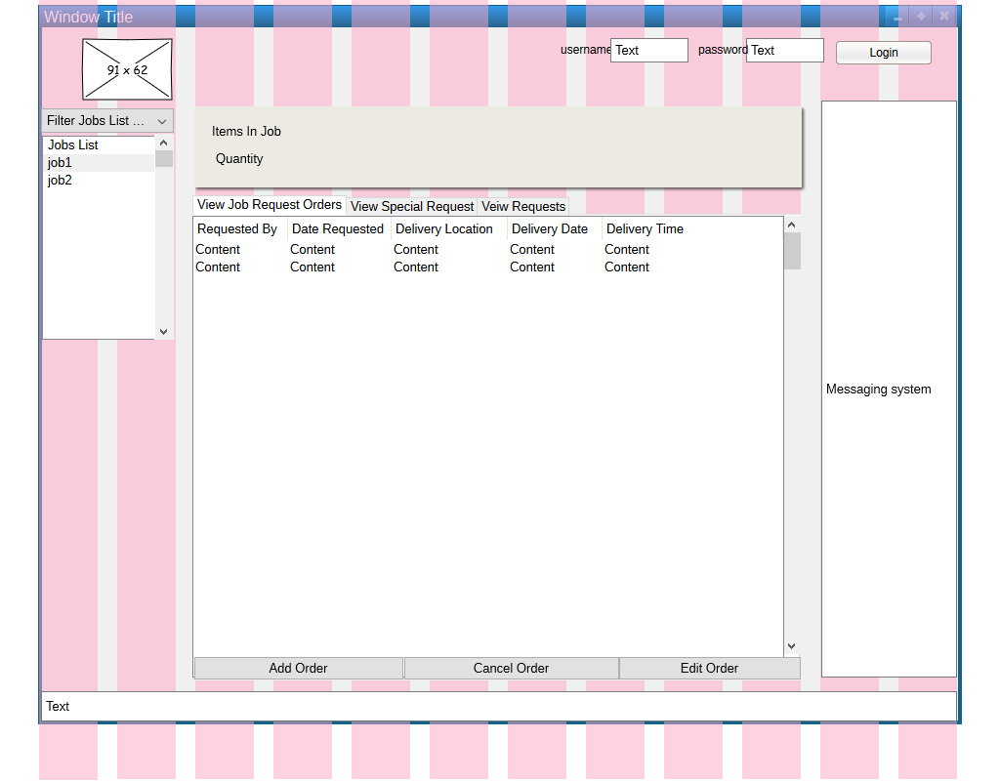 Window Title
91 x 62
username Text password Text Login
Filter Jobs List ...
Jobs List
job1
job2
Items In Job
Quantity
View Job Request Orders View Special Request Veiw Requests
Requested By Date Requested Delivery Location Delivery Date Delivery Time
Content Content Content Content Content
Content Content Content Content Content
Messaging system
Add Order Cancel Order Edit Order
Text